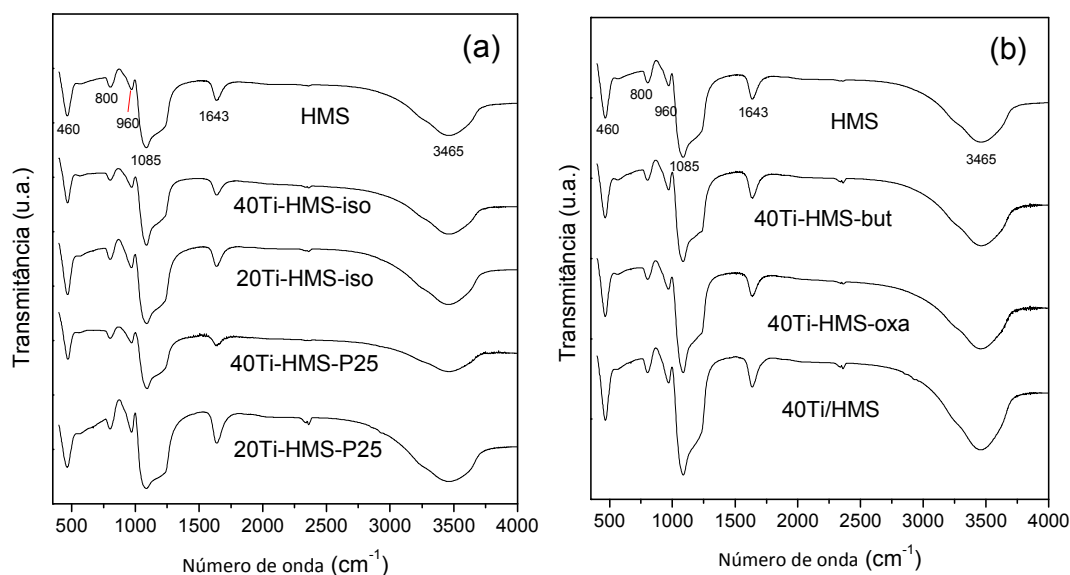 (a)
800
960
460
1643
HMS
3465
1085
40Ti-HMS-iso
20Ti-HMS-iso
40Ti-HMS-P25
20Ti-HMS-P25
Transmitância (u.a.)
500 1000 1500 2000 2500 3000 3500 4000
Número de onda (cm-1)
(b)
800
960
460
1643
HMS
3465
1085
40Ti-HMS-but
40Ti-HMS-oxa
40Ti/HMS
Transmitância (u.a.)
500 1000 1500 2000 2500 3000 3500 4000
Número de onda (cm-1)